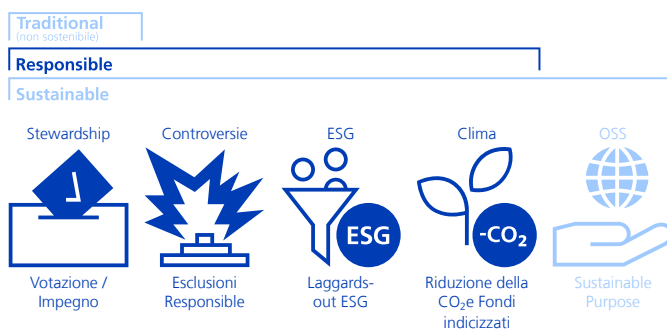 Traditional
(non sostenibile)
Responsible
Sustainable
Stewardship
Controversie
ESG
Clima
OSS
ESG
-CO₂
Votazione /
Impegno
Esclusioni
Responsible
Laggards-
out ESG
Riduzione della
CO₂e Fondi
indicizzati
Sustainable
Purpose